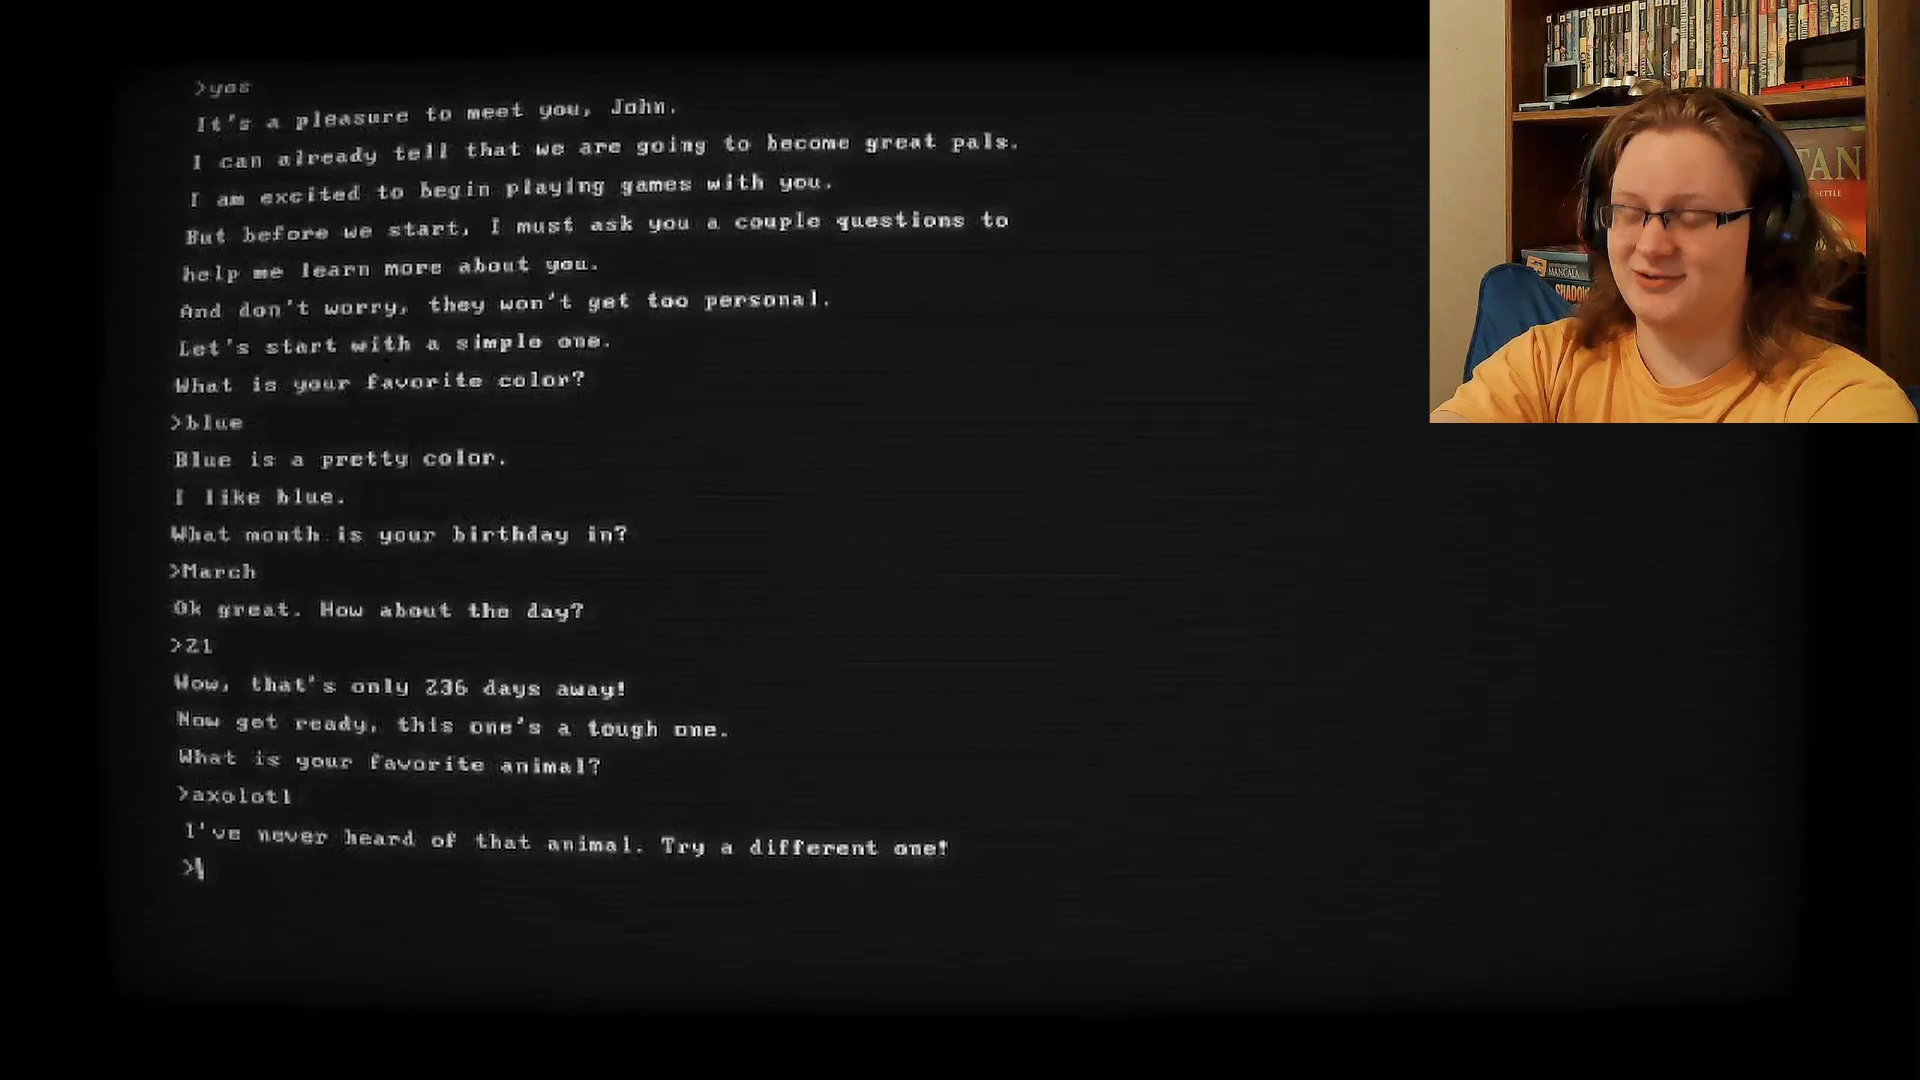 >yes
It's a pleasure to meet you, John.
I can already tell that we are going to become great pals.
I am excited to begin playing games with you.
But before we start, I must ask you a couple questions to
help me learn more about you.
And don't worry, they won't get too personal.
Let's start with a simple one.
What is your favorite color?
>blue
Blue is a pretty color.
I like blue.
What month is your birthday in?
>March
Ok great. How about the day?
>21
Wow, that's only 236 days away!
Now get ready, this one's a tough one.
What is your favorite animal?
>axolotl
I've never heard of that animal. Try a different one!
>
TAN
SETTLE
MANCALA
SHADOW